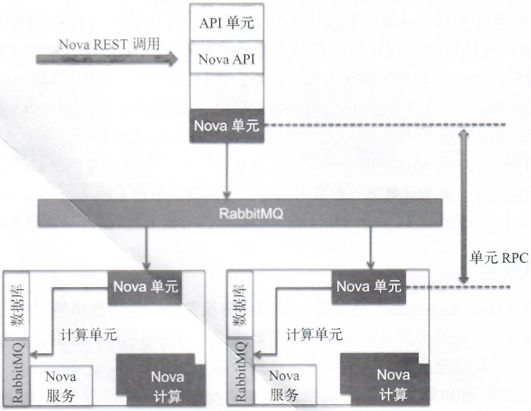 API 单元
Nova REST 调用
Nova API
Nova 单元
RabbitMQ
单元 RPC
Nova 单元
数据库
计算单元
RabbitMQ
Nova
服务
Nova
计算
Nova 单元
数据库
计算单元
RabbitMQ
Nova
服务
Nova
计算